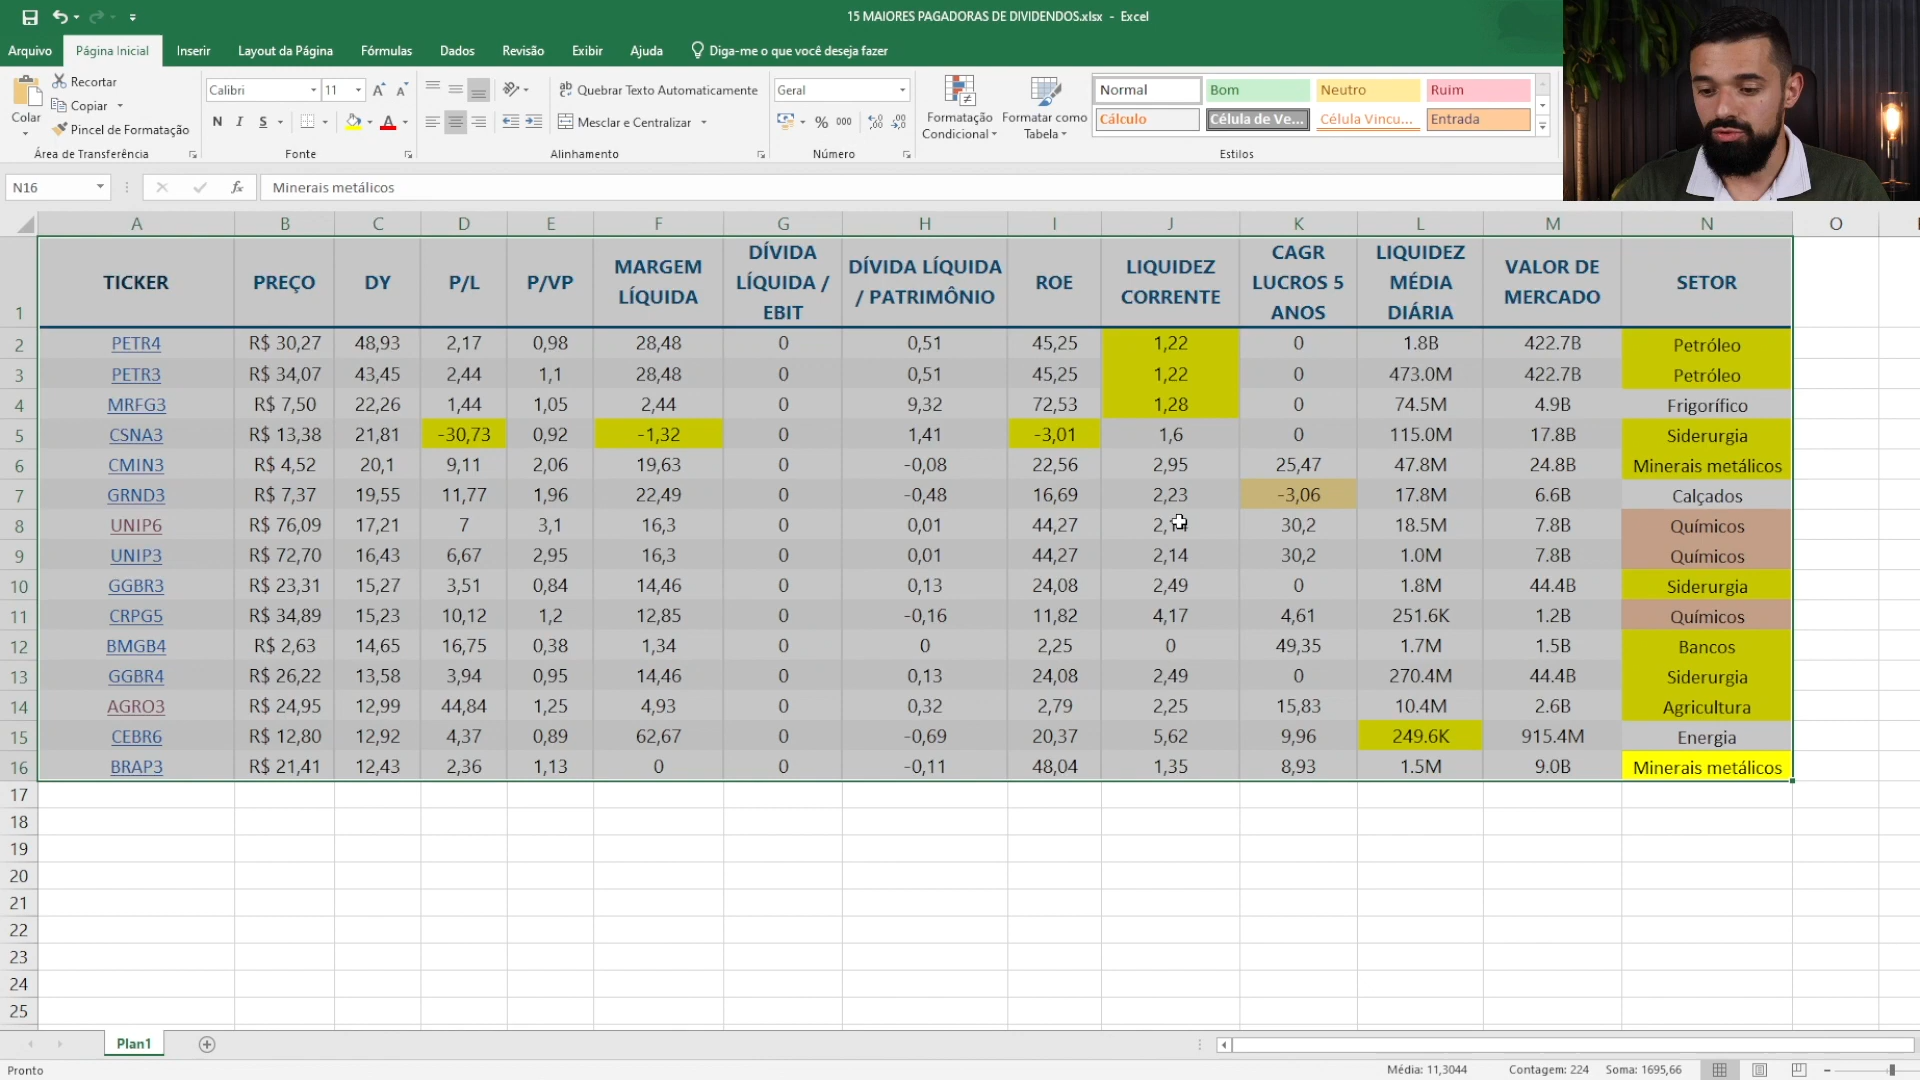 15 MAIORES PAGADORAS DE DIVIDENDOS.xlsx - Excel
Arquivo Página Inicial Inserir Layout da Página Fórmulas Dados Revisão Exibir Ajuda Diga-me o que você deseja fazer
Colar
Recortar
Copiar
Pincel de Formatação
Área de Transferência
Calibri 11
N I S
Fonte
Quebrar Texto Automaticamente
Mesclar e Centralizar
Alinhamento
Geral
% 000
Número
Formatação Condicional
Formatar como Tabela
Normal Bom Neutro Ruim
Cálculo Célula de Ve... Célula Vincu... Entrada
Estilos
N16 fx Minerais metálicos
A B C D E F G H I J K L M N O
1 TICKER PREÇO DY P/L P/VP MARGEM LÍQUIDA DÍVIDA LÍQUIDA / EBIT DÍVIDA LÍQUIDA / PATRIMÔNIO ROE LIQUIDEZ CORRENTE CAGR LUCROS 5 ANOS LIQUIDEZ MÉDIA DIÁRIA VALOR DE MERCADO SETOR
2 PETR4 R$ 30,27 48,93 2,17 0,98 28,48 0 0,51 45,25 1,22 0 1.8B 422.7B Petróleo
3 PETR3 R$ 34,07 43,45 2,44 1,1 28,48 0 0,51 45,25 1,22 0 473.0M 422.7B Petróleo
4 MRFG3 R$ 7,50 22,26 1,44 1,05 2,44 0 9,32 72,53 1,28 0 74.5M 4.9B Frigorífico
5 CSNA3 R$ 13,38 21,81 -30,73 0,92 -1,32 0 1,41 -3,01 1,6 0 115.0M 17.8B Siderurgia
6 CMIN3 R$ 4,52 20,1 9,11 2,06 19,63 0 -0,08 22,56 2,95 25,47 47.8M 24.8B Minerais metálicos
7 GRND3 R$ 7,37 19,55 11,77 1,96 22,49 0 -0,48 16,69 2,23 -3,06 17.8M 6.6B Calçados
8 UNIP6 R$ 76,09 17,21 7 3,1 16,3 0 0,01 44,27 30,2 18.5M 7.8B Químicos
9 UNIP3 R$ 72,70 16,43 6,67 2,95 16,3 0 0,01 44,27 2,14 30,2 1.0M 7.8B Químicos
10 GGBR3 R$ 23,31 15,27 3,51 0,84 14,46 0 0,13 24,08 2,49 0 1.8M 44.4B Siderurgia
11 CRPG5 R$ 34,89 15,23 10,12 1,2 12,85 0 -0,16 11,82 4,17 4,61 251.6K 1.2B Químicos
12 BMGB4 R$ 2,63 14,65 16,75 0,38 1,34 0 0 2,25 0 49,35 1.7M 1.5B Bancos
13 GGBR4 R$ 26,22 13,58 3,94 0,95 14,46 0 0,13 24,08 2,49 0 270.4M 44.4B Siderurgia
14 AGRO3 R$ 24,95 12,99 44,84 1,25 4,93 0 0,32 2,79 2,25 15,83 10.4M 2.6B Agricultura
15 CEBR6 R$ 12,80 12,92 4,37 0,89 62,67 0 -0,69 20,37 5,62 9,96 249.6K 915.4M Energia
16 BRAP3 R$ 21,41 12,43 2,36 1,13 0 0 -0,11 48,04 1,35 8,93 1.5M 9.0B Minerais metálicos
17
18
19
20
21
22
23
24
25
Plan1
Pronto Média: 11,3044 Contagem: 224 Soma: 1695,66